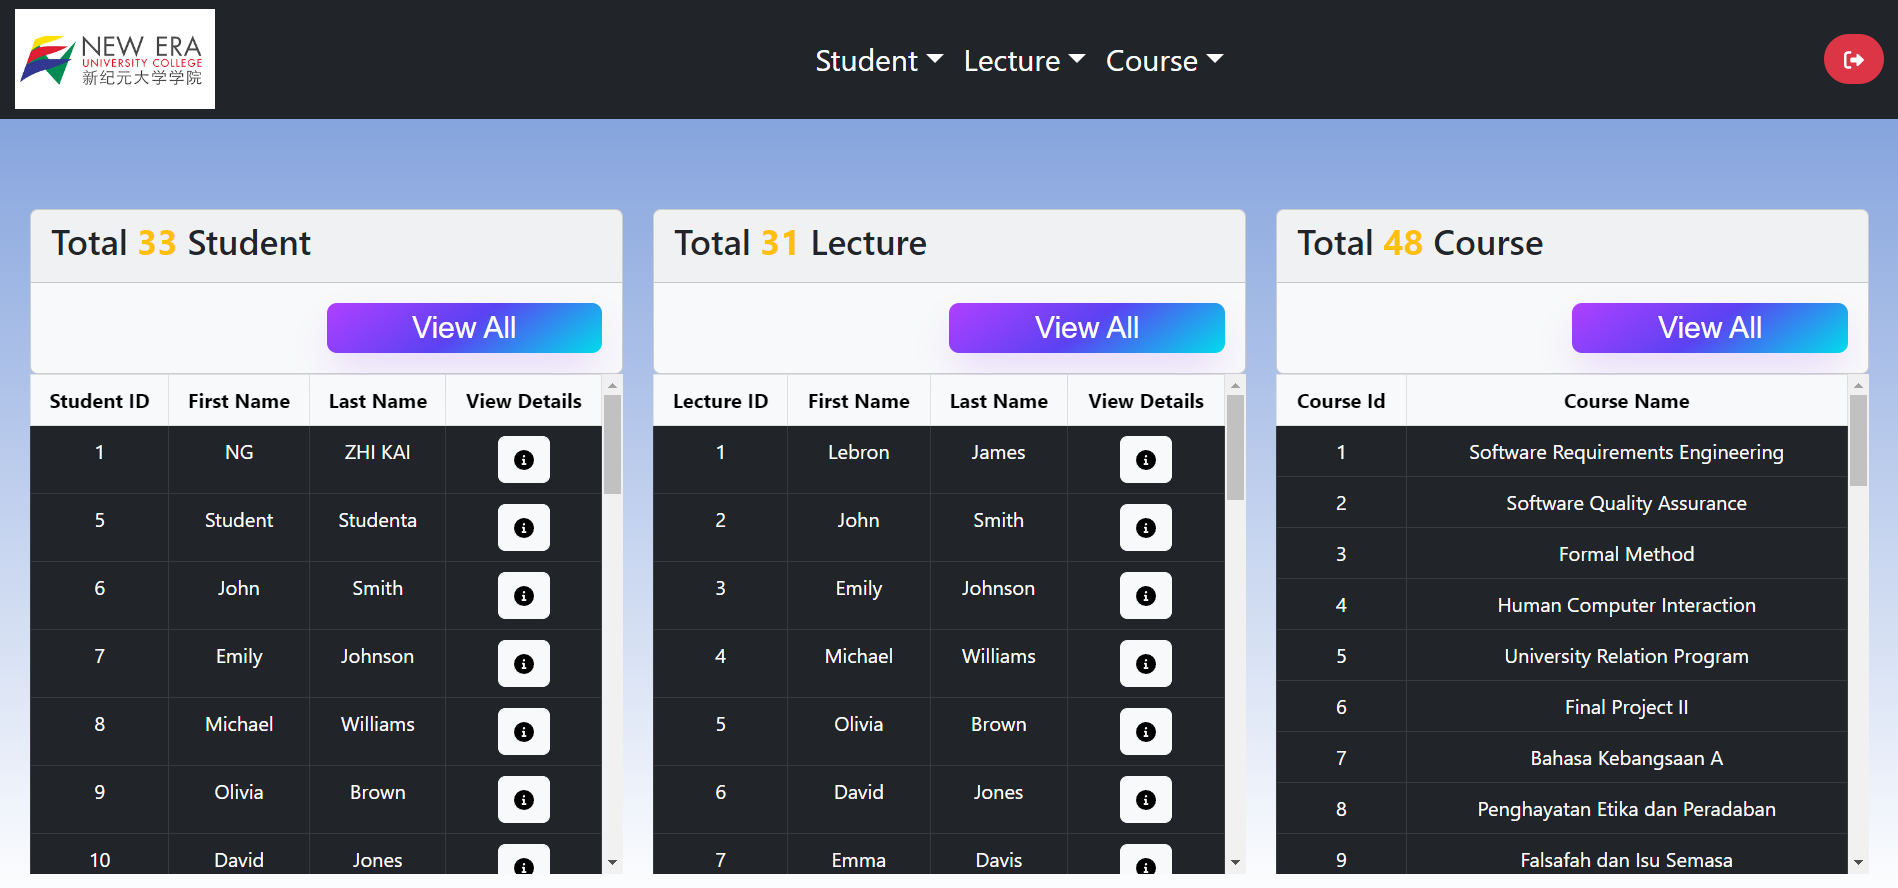 NEW ERA
UNIVERSITY COLLEGE
新纪元大学学院
Student Lecture Course
Total 33 Student
View All
Student ID First Name Last Name View Details
1 NG ZHI KAI
5 Student Studenta
6 John Smith
7 Emily Johnson
8 Michael Williams
9 Olivia Brown
10 David Jones
Total 31 Lecture
View All
Lecture ID First Name Last Name View Details
1 Lebron James
2 John Smith
3 Emily Johnson
4 Michael Williams
5 Olivia Brown
6 David Jones
7 Emma Davis
Total 48 Course
View All
Course Id Course Name
1 Software Requirements Engineering
2 Software Quality Assurance
3 Formal Method
4 Human Computer Interaction
5 University Relation Program
6 Final Project II
7 Bahasa Kebangsaan A
8 Penghayatan Etika dan Peradaban
9 Falsafah dan Isu Semasa